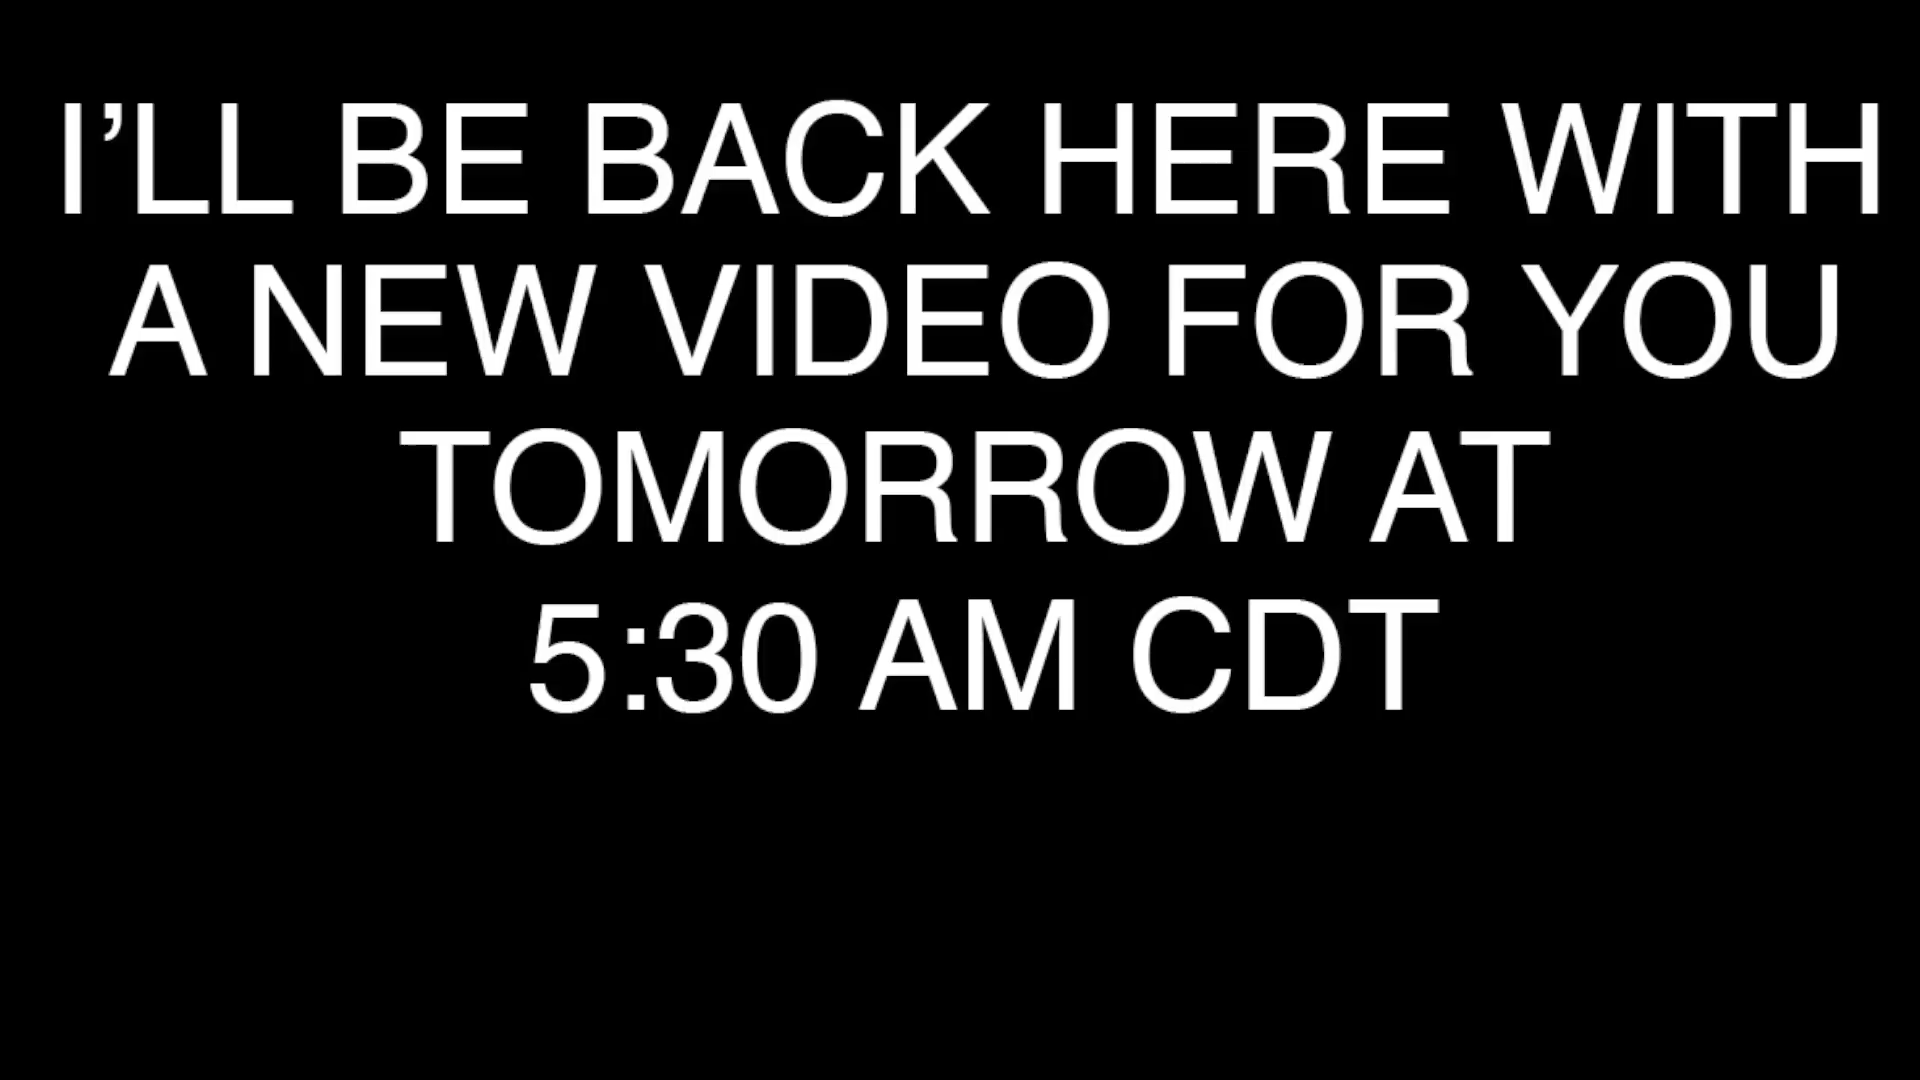 I’LL BE BACK HERE WITH
A NEW VIDEO FOR YOU
TOMORROW AT
5:30 AM CDT